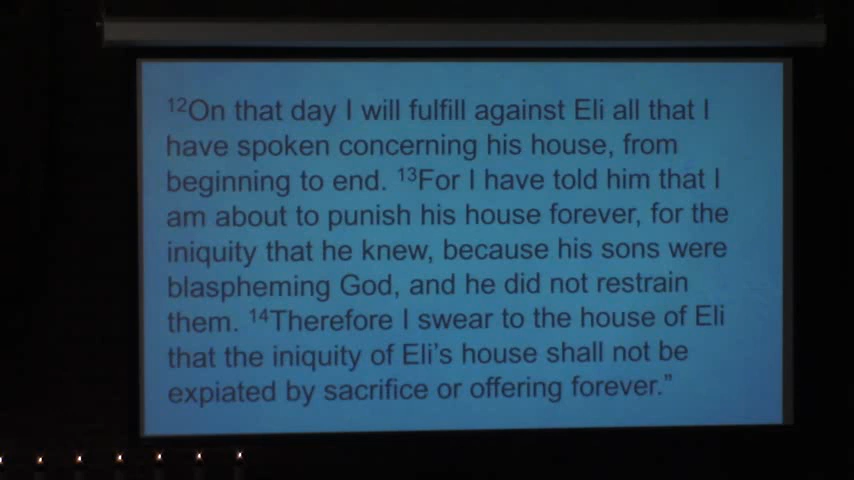 12On that day I will fulfill against Eli all that I
have spoken concerning his house, from
beginning to end. 13For I have told him that I
am about to punish his house forever, for the
iniquity that he knew, because his sons were
blaspheming God, and he did not restrain
them. 14Therefore I swear to the house of Eli
that the iniquity of Eli's house shall not be
expiated by sacrifice or offering forever.”